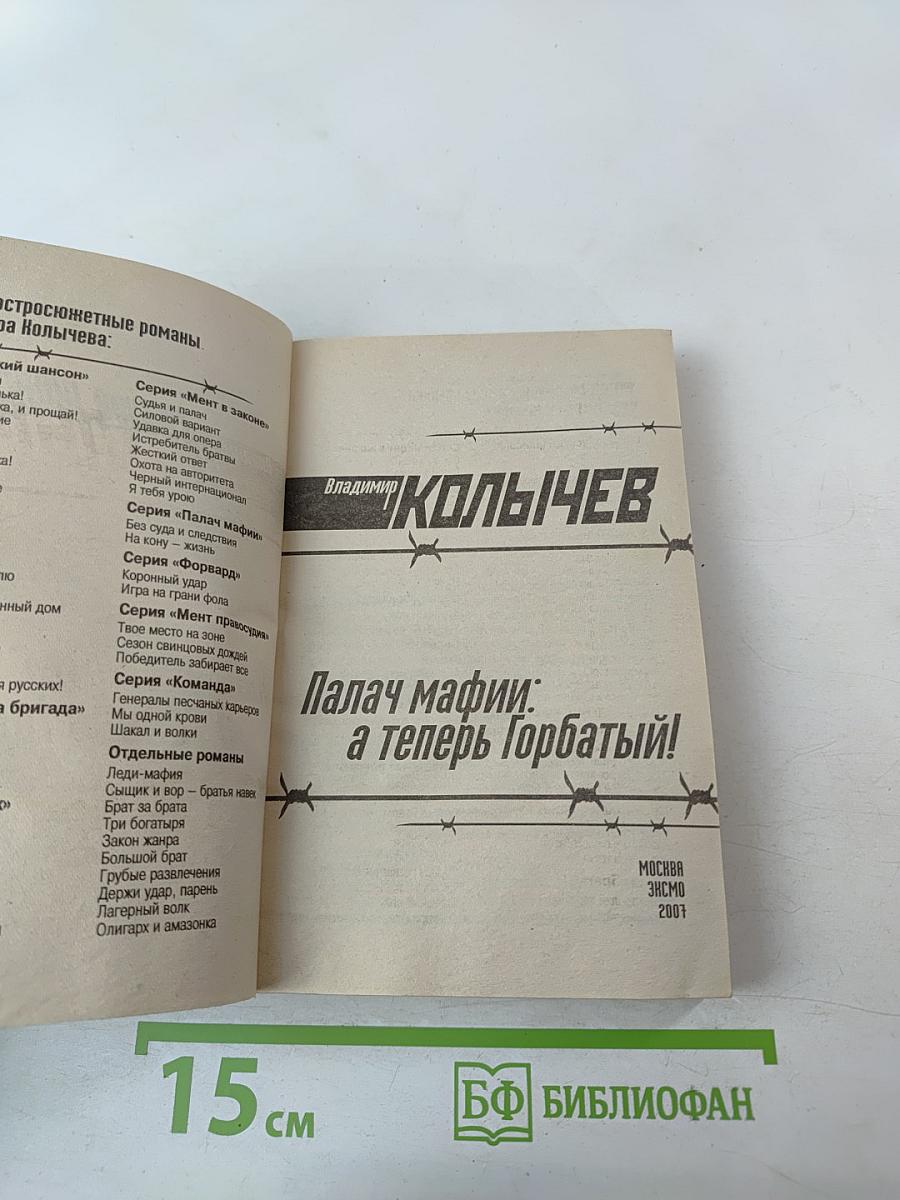 остросюжетные романы
ра Колычева:
кий шансон»
ька!
ка, и прощай!
ие
ка!
лю
нный дом
я русских!
а бригада»
Серия «Мент в законе»
Судья и палач
Силовой вариант
Удавка для опера
Истребитель братвы
Жесткий ответ
Охота на авторитета
Черный интернационал
Я тебя урою
Серия «Палач мафии»
Без суда и следствия
На кону – жизнь
Серия «Форвард»
Коронный удар
Игра на грани фола
Серия «Мент правосудия»
Твое место на зоне
Сезон свинцовых дождей
Победитель забирает все
Серия «Команда»
Генералы песчаных карьеров
Мы одной крови
Шакал и волки
Отдельные романы
Леди-мафия
Сыщик и вор – братья навек
Брат за брата
Три богатыря
Закон жанра
Большой брат
Грубые развлечения
Держи удар, парень
Лагерный волк
Олигарх и амазонка
Владимир
КОЛЫЧЕВ
Палач мафии:
а теперь Горбатый!
МОСКВА
ЭКСМО
2007
15 см
БФ БИБЛИОФАН